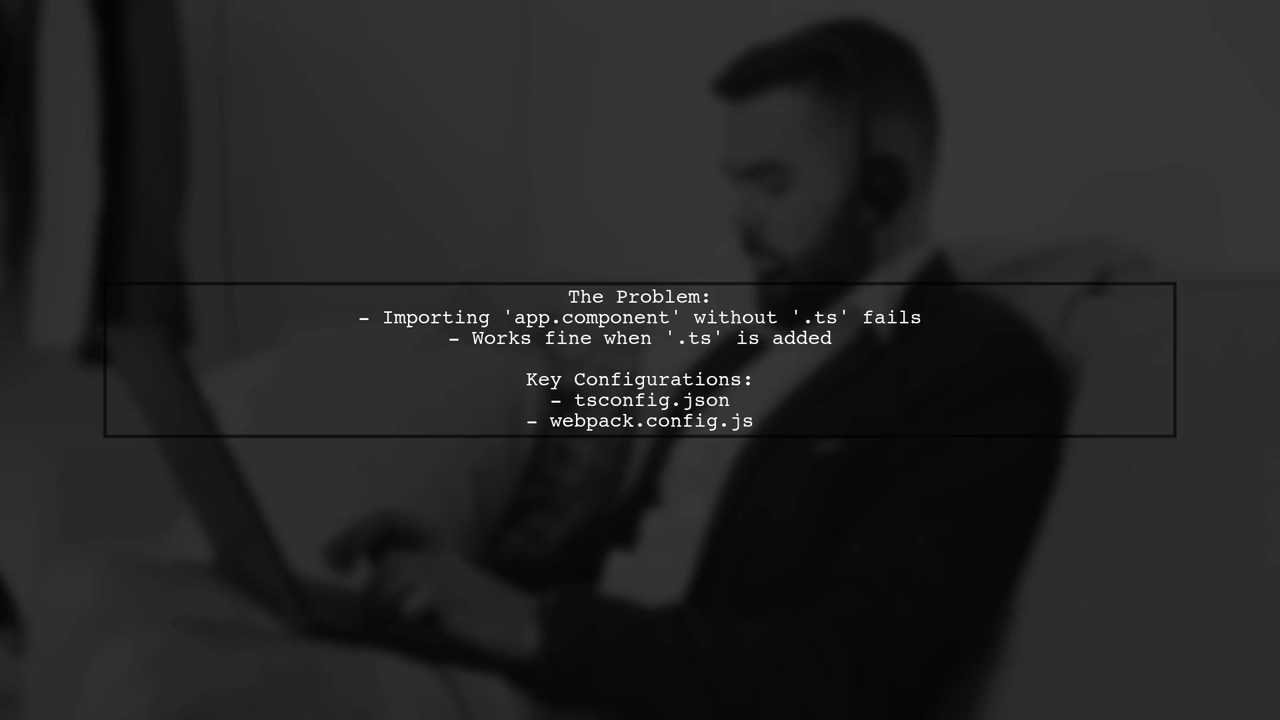 The Problem:
- Importing 'app.component' without '.ts' fails
- Works fine when '.ts' is added
Key Configurations:
- tsconfig.json
- webpack.config.js